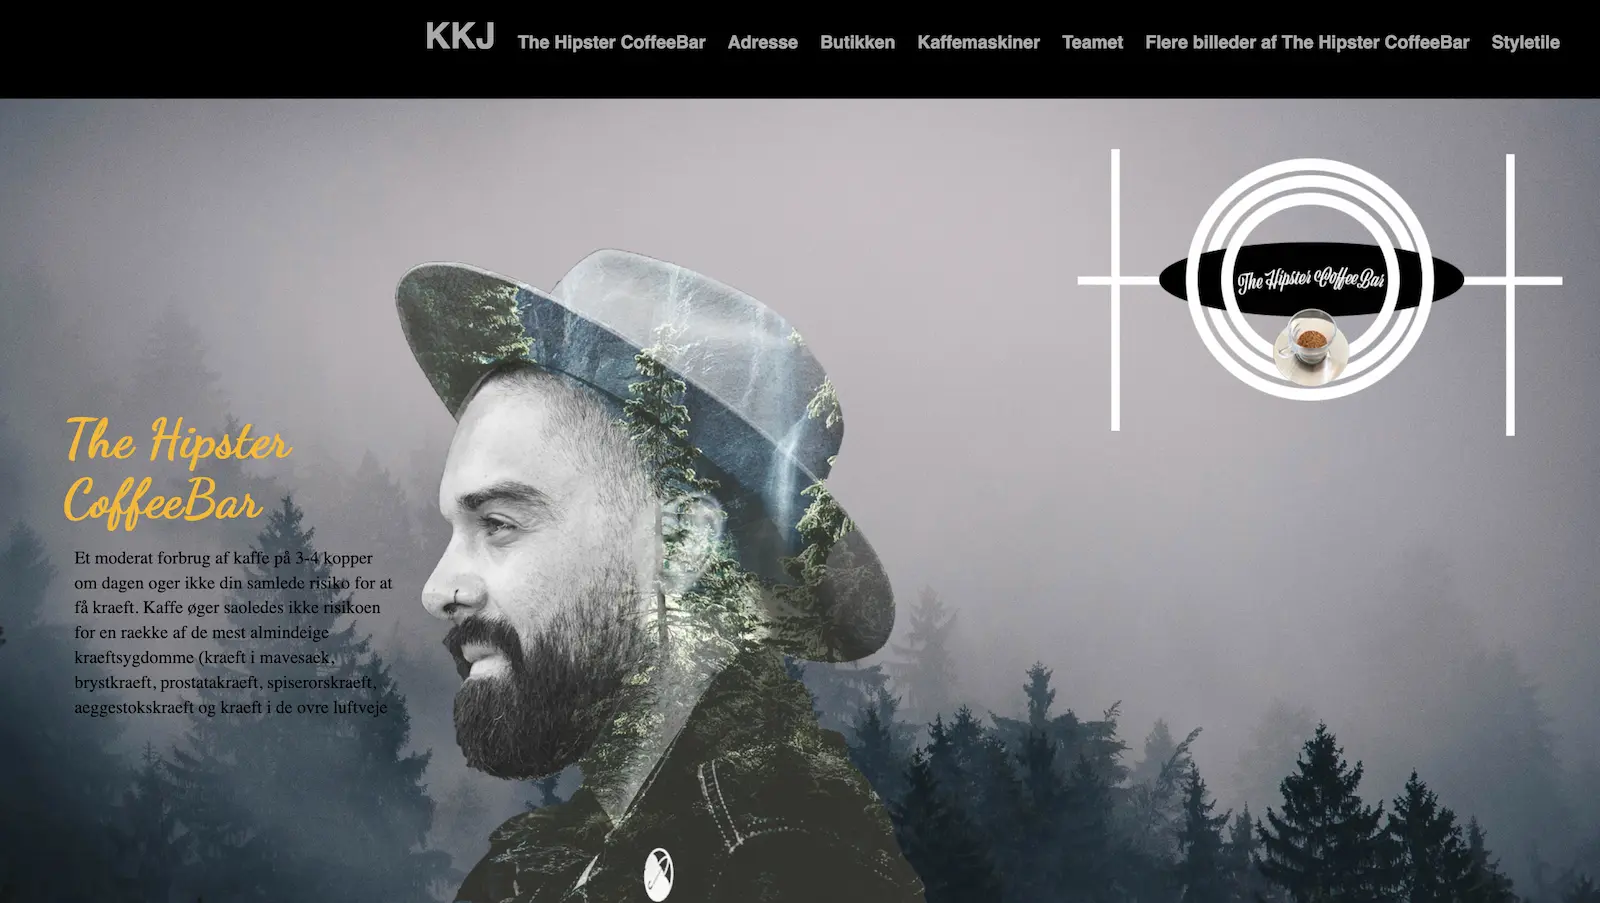 KKJ The Hipster CoffeeBar Adresse Butikken Kaffemaskiner Teamet Flere billeder af The Hipster CoffeeBar Styletile
The Hipster CoffeeBar
The Hipster
CoffeeBar
Et moderat forbrug af kaffe på 3-4 kopper
om dagen oger ikke din samlede risiko for at
få kraeft. Kaffe øger saoledes ikke risikoen
for en raekke af de mest almindeige
kraeftsygdomme (kraeft i mavesaek,
brystkraeft, prostatakraeft, spiserorskraeft,
aeggestokskraeft og kraeft i de ovre luftveje